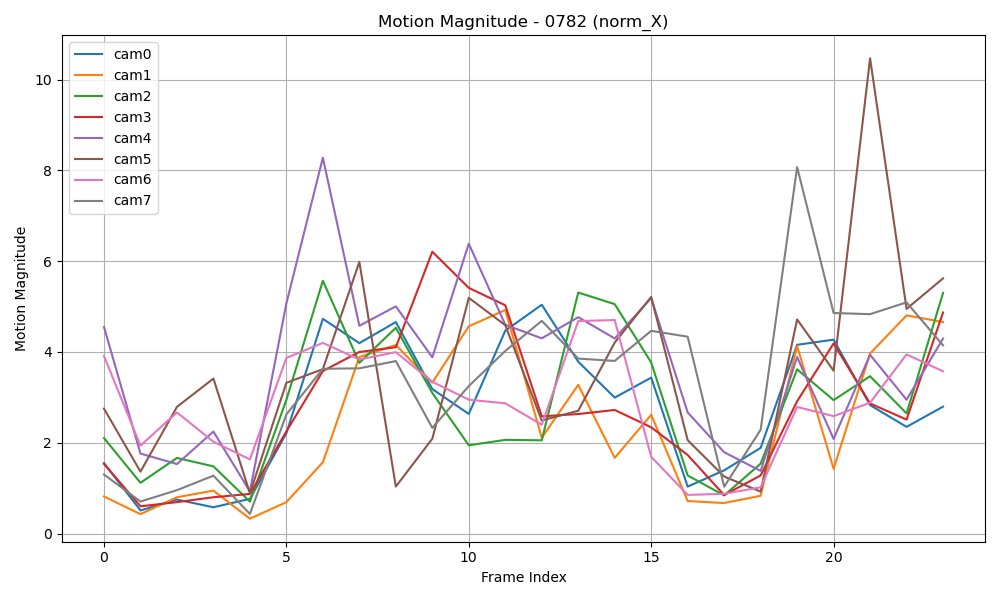 Motion Magnitude - 0782 (norm_X)
cam0
cam1
cam2
cam3
cam4
cam5
cam6
cam7
Motion Magnitude
10
8
6
4
2
0
0 5 10 15 20
Frame Index